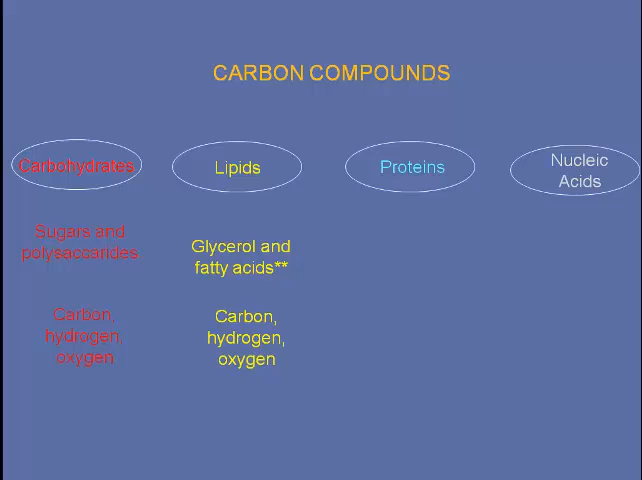 CARBON COMPOUNDS
Carbohydrates
Lipids
Proteins
Nucleic
Acids
Sugars and
polysaccarides
Glycerol and
fatty acids**
Carbon,
hydrogen,
oxygen
Carbon,
hydrogen,
oxygen